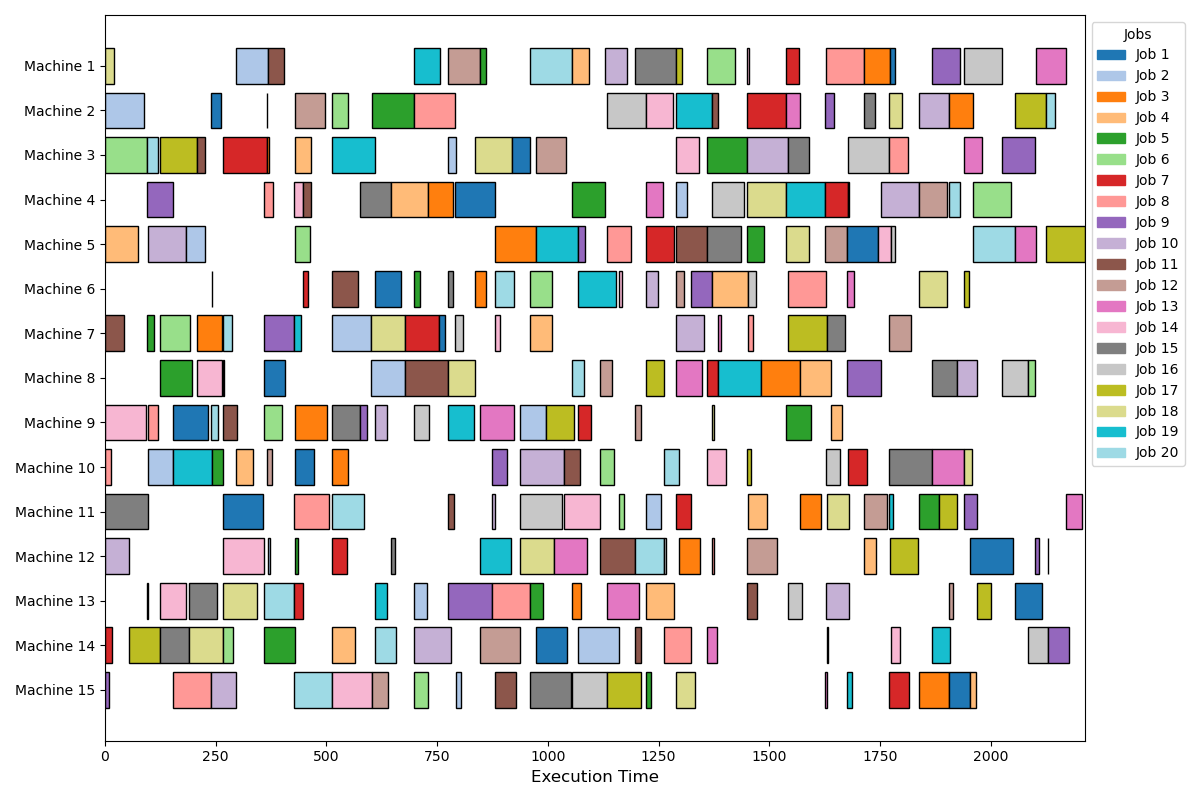 Machine 1
Machine 2
Machine 3
Machine 4
Machine 5
Machine 6
Machine 7
Machine 8
Machine 9
Machine 10
Machine 11
Machine 12
Machine 13
Machine 14
Machine 15
0 250 500 750 1000 1250 1500 1750 2000
Execution Time
Jobs
Job 1
Job 2
Job 3
Job 4
Job 5
Job 6
Job 7
Job 8
Job 9
Job 10
Job 11
Job 12
Job 13
Job 14
Job 15
Job 16
Job 17
Job 18
Job 19
Job 20